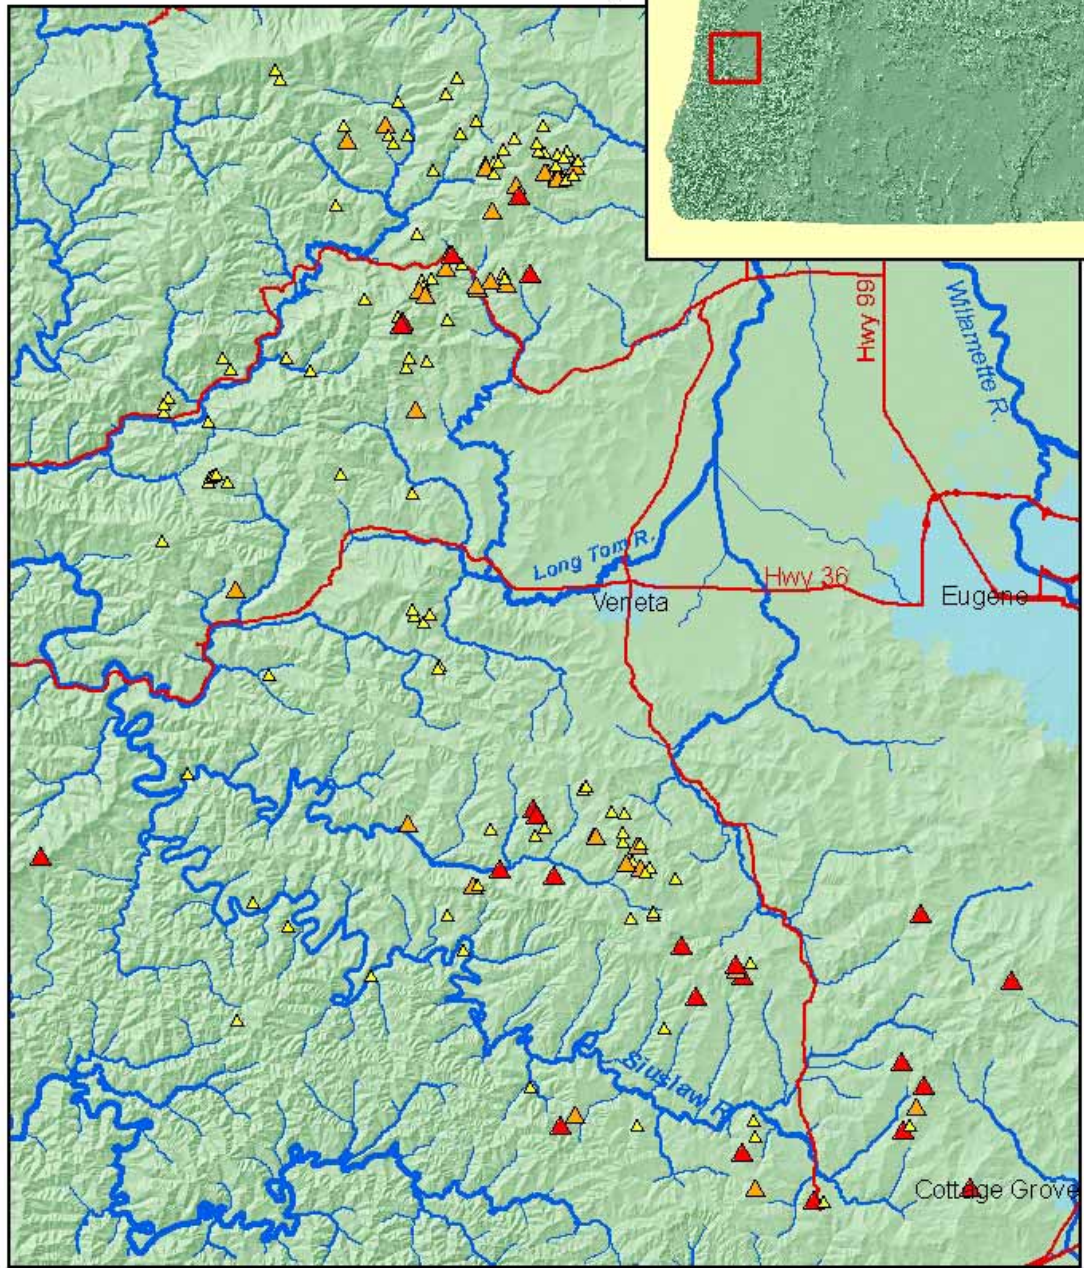 Hwy 99
Willamette R.
Long Tom R.
Hwy 36
Veneta
Eugene
Siuslaw R.
Cottage Grove